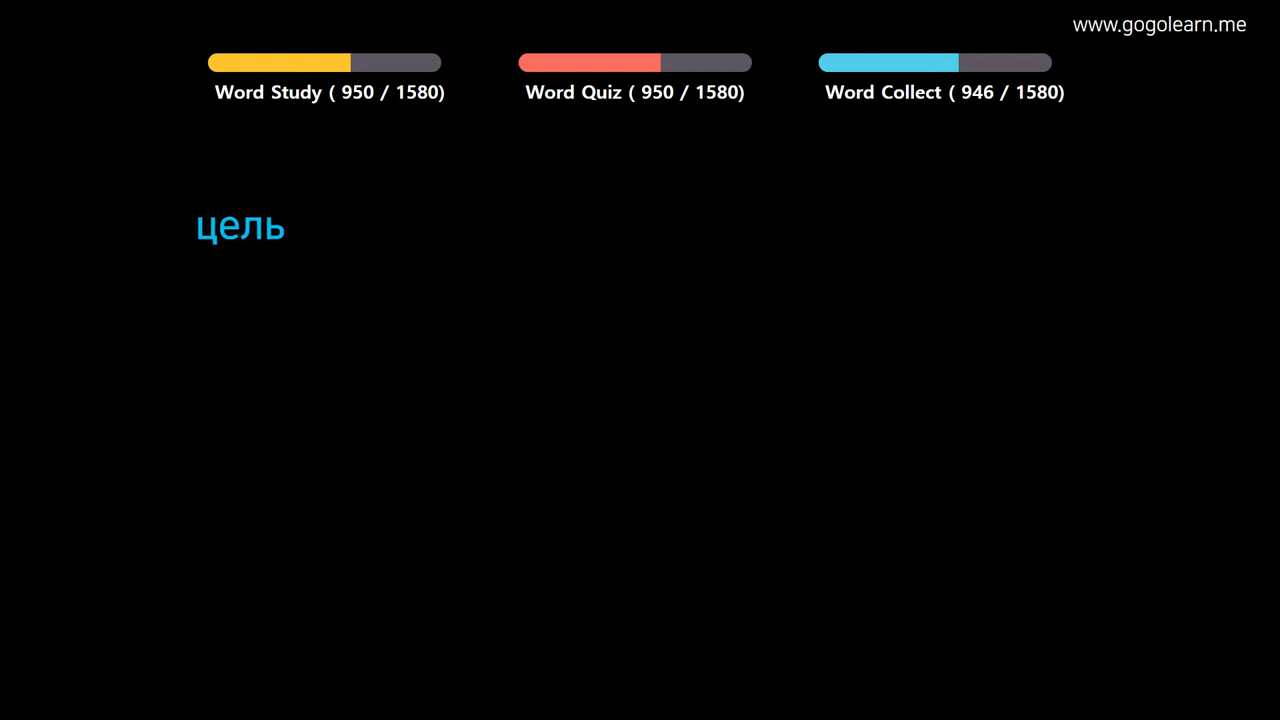 www.gogolearn.me
Word Study ( 950 / 1580)
Word Quiz ( 950 / 1580)
Word Collect ( 946 / 1580)
цель